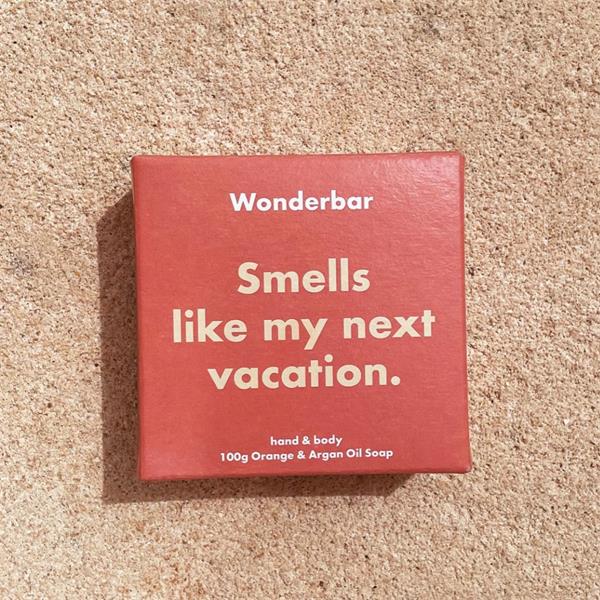 Wonderbar
Smells
like my next
vacation.
hand & body
100g Orange & Argan Oil Soap